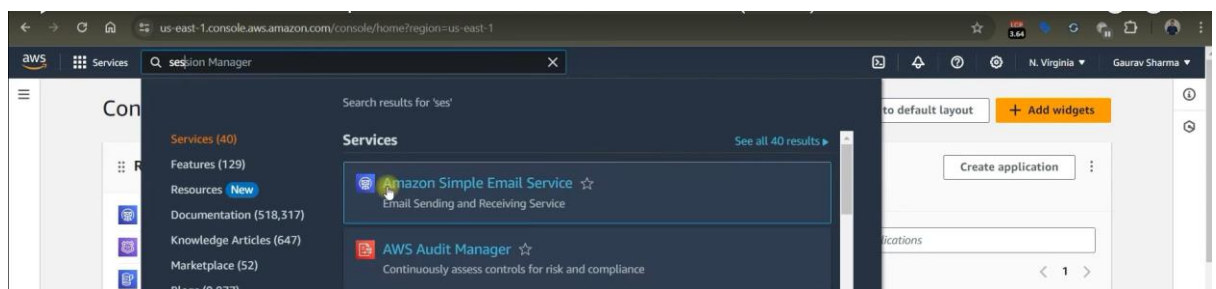 us-east-1.console.aws.amazon.com/console/home?region=us-east-1
3.64
aws
Services
session Manager
N. Virginia
Gaurav Sharma
Con
Search results for 'ses'
to default layout
+ Add widgets
Services (40)
Services
See all 40 results
R
Features (129)
Create application
Resources New
Amazon Simple Email Service
Email Sending and Receiving Service
Documentation (518,317)
Knowledge Articles (647)
AWS Audit Manager
Marketplace (52)
Continuously assess controls for risk and compliance
1